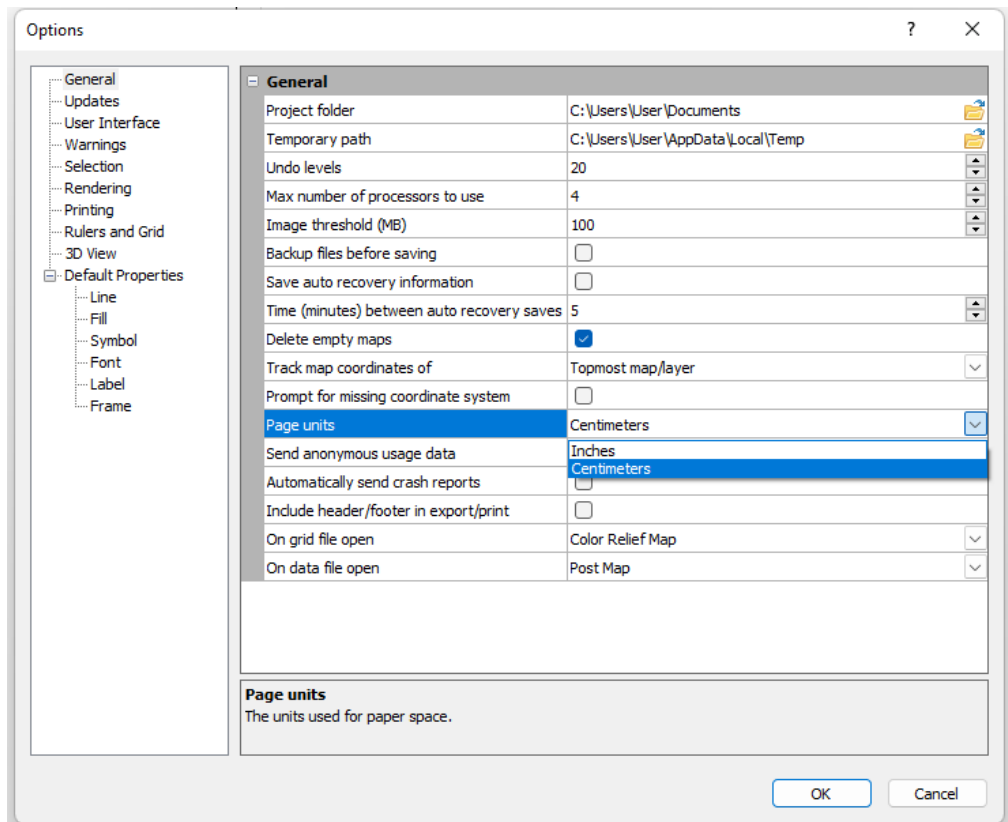 Options ?
General
Updates
User Interface
Warnings
Selection
Rendering
Printing
Rulers and Grid
3D View
Default Properties
Line
Fill
Symbol
Font
Label
Frame
General
Project folder C:\Users\User\Documents
Temporary path C:\Users\User\AppData\Local\Temp
Undo levels 20
Max number of processors to use 4
Image threshold (MB) 100
Backup files before saving
Save auto recovery information
Time (minutes) between auto recovery saves 5
Delete empty maps
Track map coordinates of Topmost map/layer
Prompt for missing coordinate system
Page units Centimeters
Send anonymous usage data Inches
Centimeters
Automatically send crash reports
Include header/footer in export/print
On grid file open Color Relief Map
On data file open Post Map
Page units
The units used for paper space.
OK Cancel